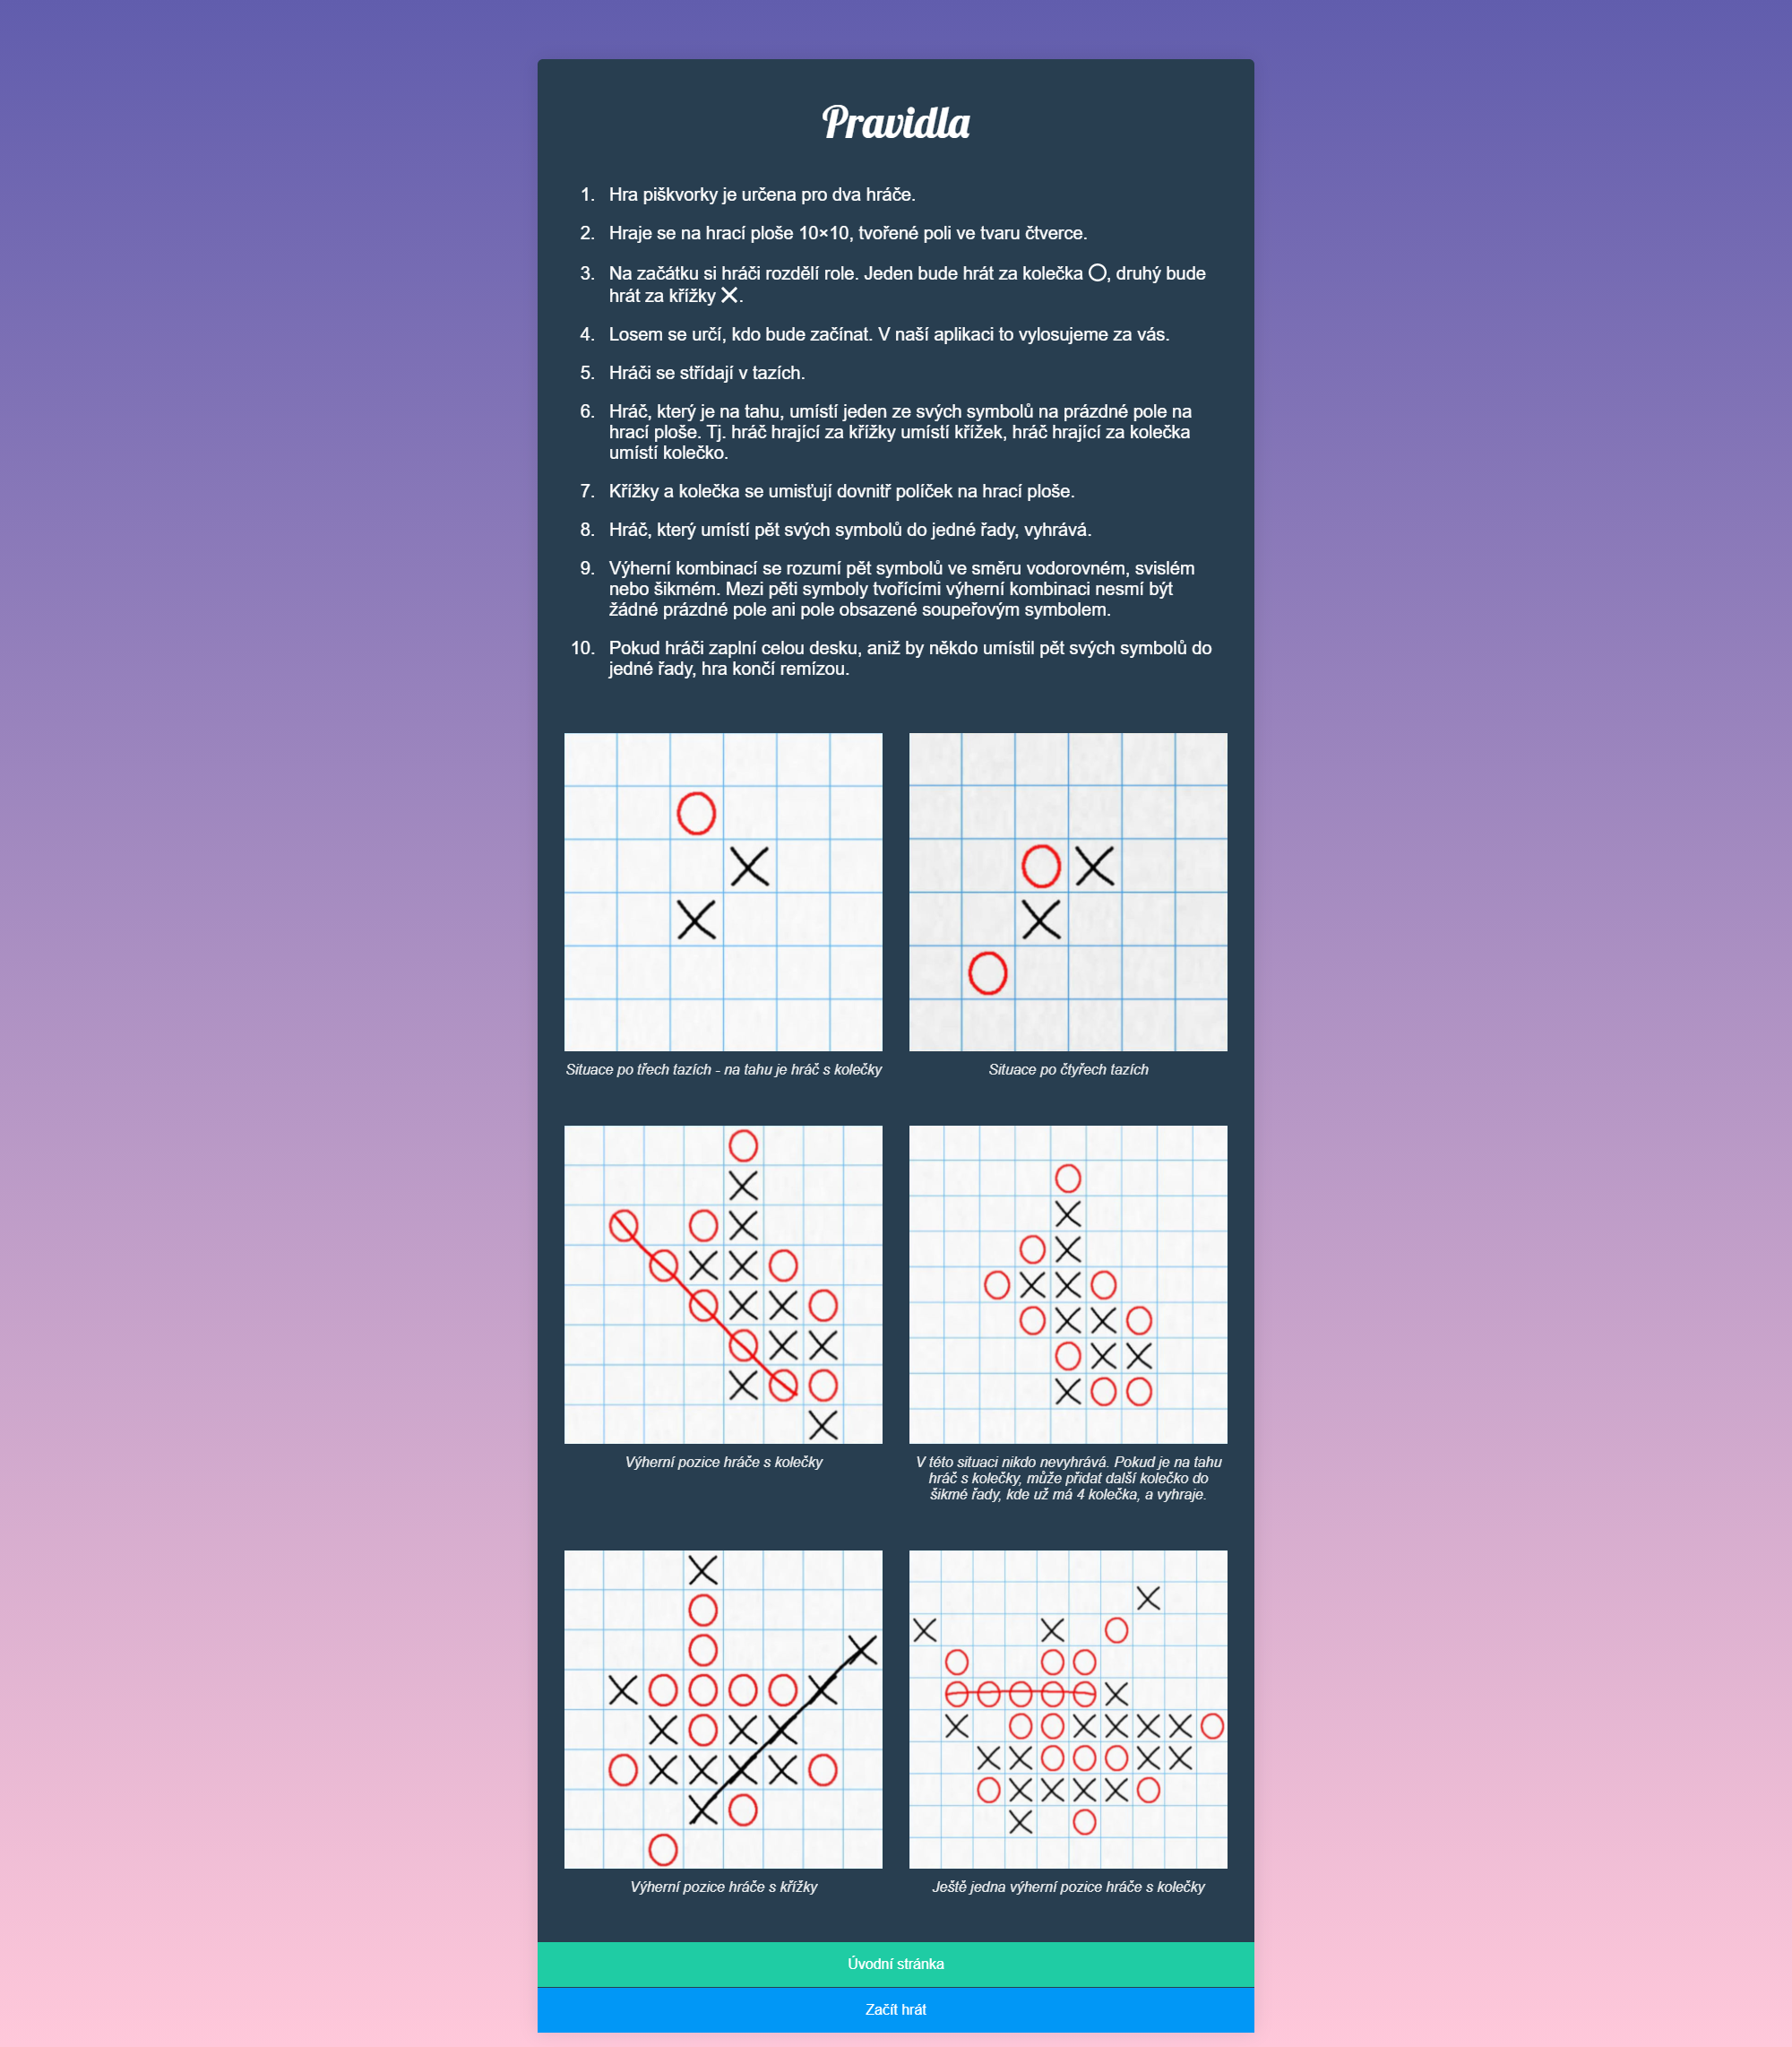 Pravidla
1. Hra piškvorky je určena pro dva hráče.
2. Hraje se na hrací ploše 10×10, tvořené poli ve tvaru čtverce.
3. Na začátku si hráči rozdělí role. Jeden bude hrát za kolečka ◯, druhý bude
hrát za křížky ✕.
4. Losem se určí, kdo bude začínat. V naší aplikaci to vylosujeme za vás.
5. Hráči se střídají v tazích.
6. Hráč, který je na tahu, umístí jeden ze svých symbolů na prázdné pole na
hrací ploše. Tj. hráč hrající za křížky umístí křížek, hráč hrající za kolečka
umístí kolečko.
7. Křížky a kolečka se umisťují dovnitř políček na hrací ploše.
8. Hráč, který umístí pět svých symbolů do jedné řady, vyhrává.
9. Výherní kombinací se rozumí pět symbolů ve směru vodorovném, svislém
nebo šikmém. Mezi pěti symboly tvořícími výherní kombinaci nesmí být
žádné prázdné pole ani pole obsazené soupeřovým symbolem.
10. Pokud hráči zaplní celou desku, aniž by někdo umístil pět svých symbolů do
jedné řady, hra končí remízou.
Situace po třech tazích - na tahu je hráč s kolečky
Situace po čtyřech tazích
Výherní pozice hráče s kolečky
V této situaci nikdo nevyhrává. Pokud je na tahu
hráč s kolečky, může přidat další kolečko do
šikmé řady, kde už má 4 kolečka, a vyhraje.
Výherní pozice hráče s křížky
Ještě jedna výherní pozice hráče s kolečky
Úvodní stránka
Začít hrát